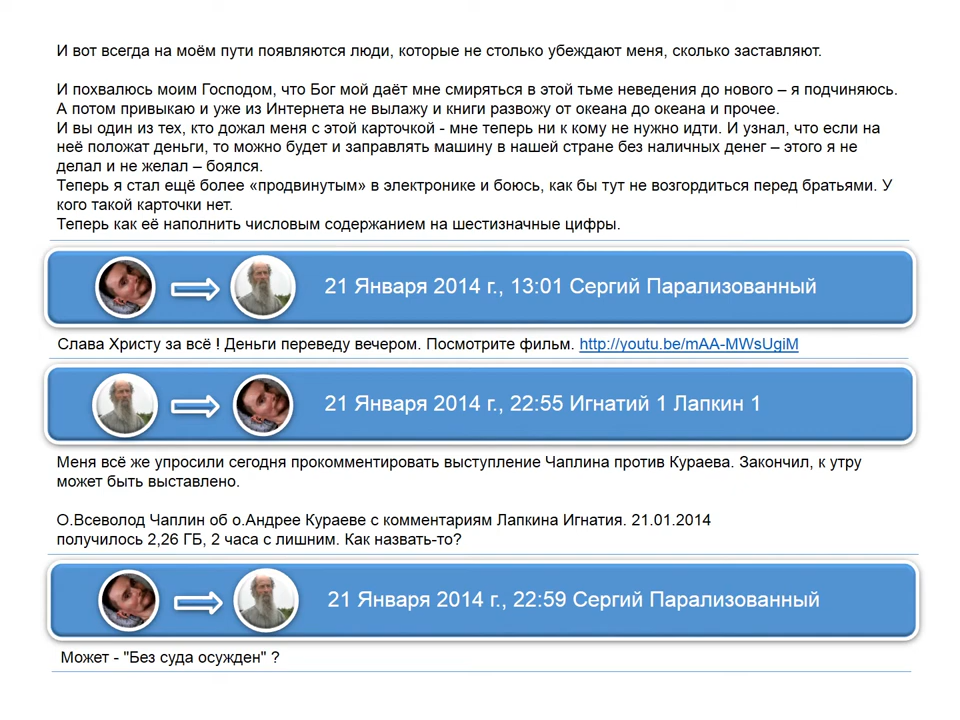 И вот всегда на моём пути появляются люди, которые не столько убеждают меня, сколько заставляют.
И похвалюсь моим Господом, что Бог мой даёт мне смиряться в этой тьме неведения до нового – я подчиняюсь.
А потом привыкаю и уже из Интернета не вылажу и книги развожу от океана до океана и прочее.
И вы один из тех, кто дожал меня с этой карточкой - мне теперь ни к кому не нужно идти. И узнал, что если на
неё положат деньги, то можно будет и заправлять машину в нашей стране без наличных денег – этого я не
делал и не желал – боялся.
Теперь я стал ещё более «продвинутым» в электронике и боюсь, как бы тут не возгордиться перед братьями. У
кого такой карточки нет.
Теперь как её наполнить числовым содержанием на шестизначные цифры.
21 Января 2014 г., 13:01 Сергий Парализованный
Слава Христу за всё ! Деньги переведу вечером. Посмотрите фильм. http://youtu.be/mAA-MWsUgiM
21 Января 2014 г., 22:55 Игнатий 1 Лапкин 1
Меня всё же упросили сегодня прокомментировать выступление Чаплина против Кураева. Закончил, к утру
может быть выставлено.
О.Всеволод Чаплин об о.Андрее Кураеве с комментариям Лапкина Игнатия. 21.01.2014
получилось 2,26 ГБ, 2 часа с лишним. Как назвать-то?
21 Января 2014 г., 22:59 Сергий Парализованный
Может - "Без суда осужден" ?